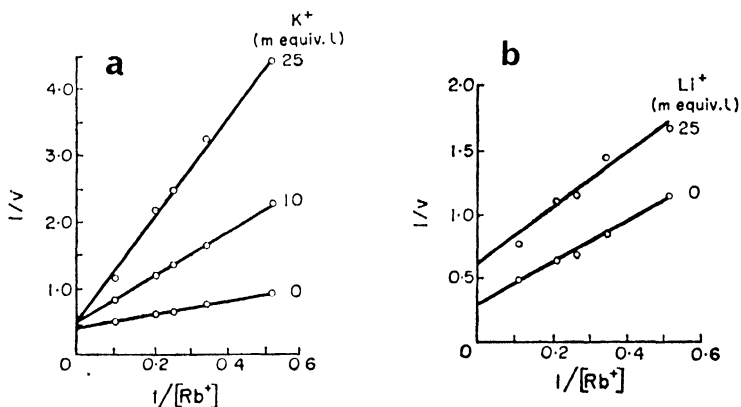 a
K⁺
(m equiv. l)
25
10
0
4·0
3·0
2·0
1·0
0
1/v
0·2
0·4
0 6
1/[Rb⁺]
b
Li⁺
(m equiv. l)
25
0
2·0
1·5
1·0
0·5
0
1/v
0
0·2
0·4
0·6
1/[Rb⁺]